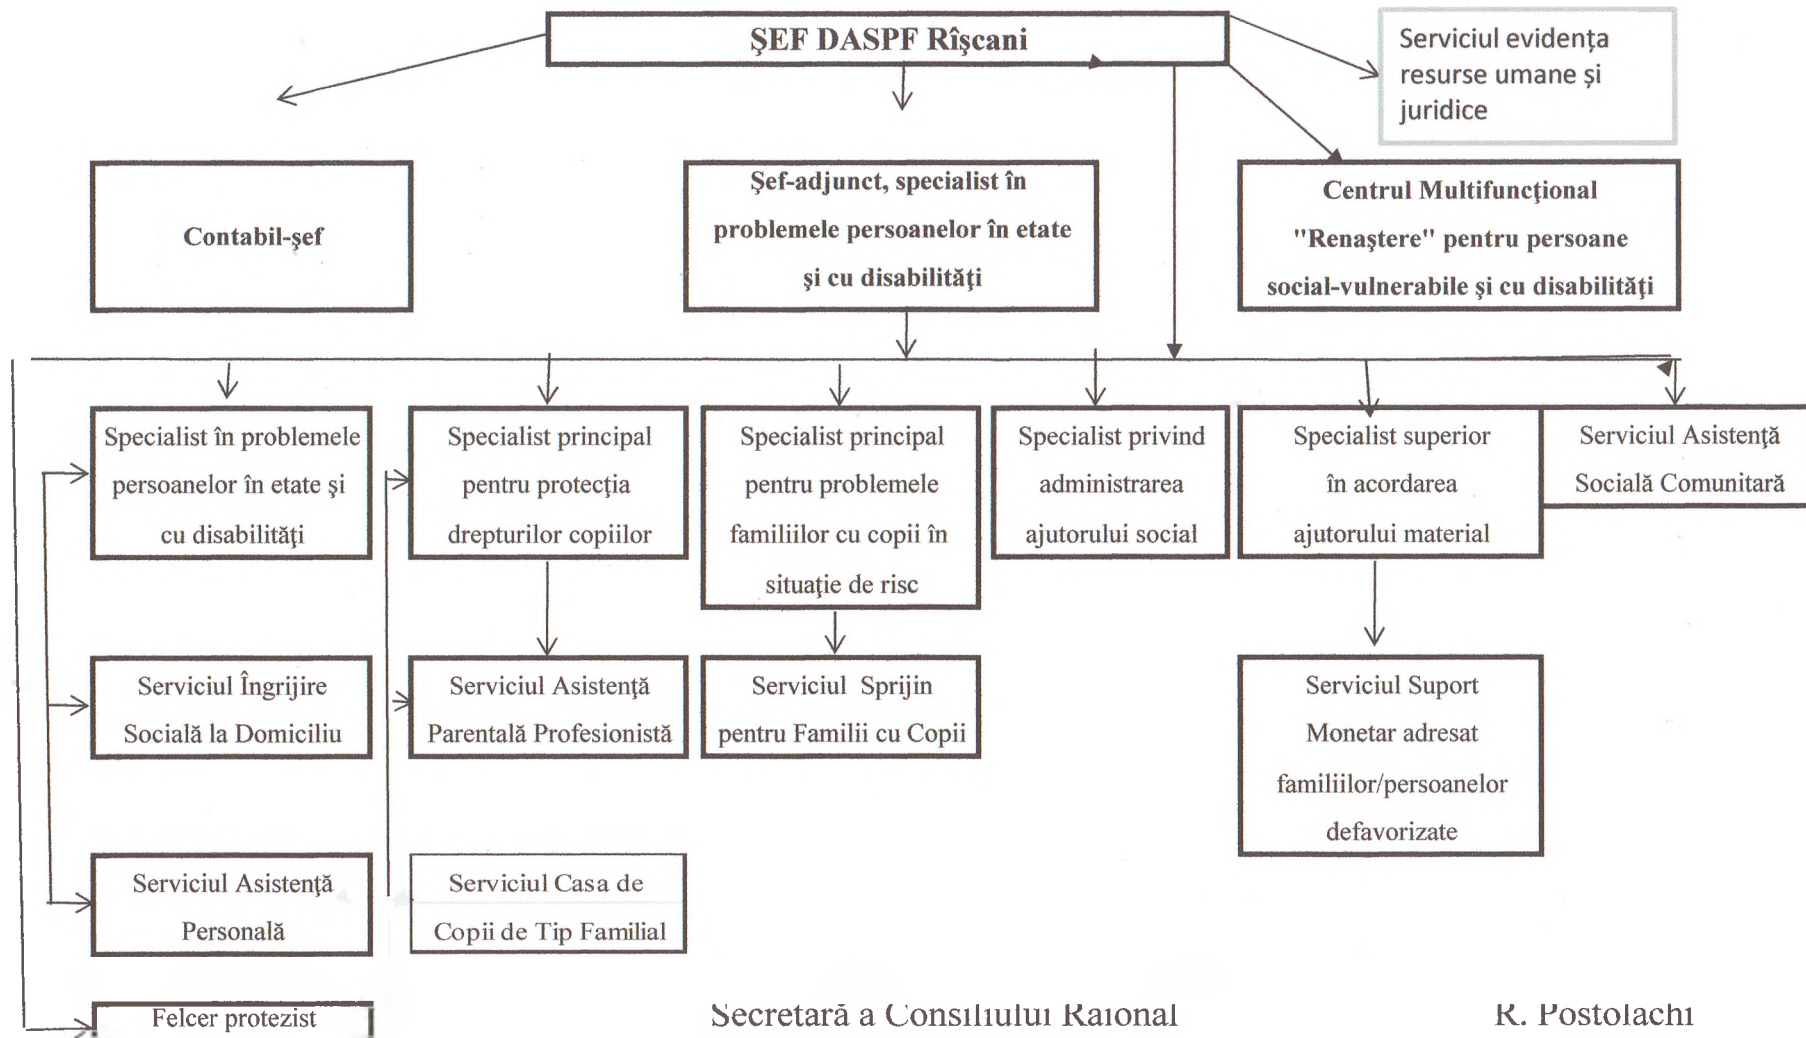 ŞEF DASPF Rîşcani
Serviciul evidența
resurse umane și
juridice
Contabil-şef
Şef-adjunct, specialist în
problemele persoanelor în etate
şi cu disabilităţi
Centrul Multifuncţional
"Renaştere" pentru persoane
social-vulnerabile şi cu disabilităţi
Specialist în problemele
persoanelor în etate şi
cu disabilităţi
Specialist principal
pentru protecţia
drepturilor copiilor
Specialist principal
pentru problemele
familiilor cu copii în
situaţie de risc
Specialist privind
administrarea
ajutorului social
Specialist superior
în acordarea
ajutorului material
Serviciul Asistenţă
Socială Comunitară
Serviciul Îngrijire
Socială la Domiciliu
Serviciul Asistenţă
Parentală Profesionistă
Serviciul Sprijin
pentru Familii cu Copii
Serviciul Suport
Monetar adresat
familiilor/persoanelor
defavorizate
Serviciul Asistenţă
Personală
Serviciul Casa de
Copii de Tip Familial
Felcer protezist
Secretară a Consiliului Raional
R. Postolachi